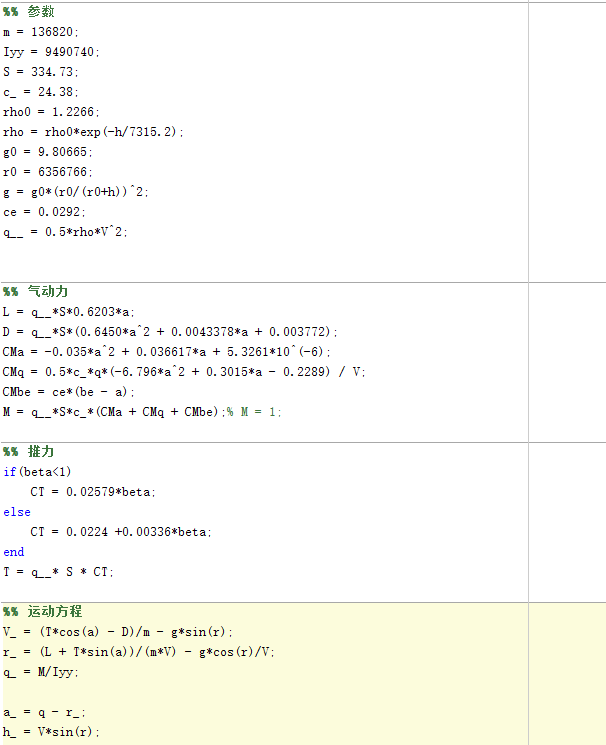 %% 参数
m = 136820;
Iyy = 9490740;
S = 334.73;
c_ = 24.38;
rho0 = 1.2266;
rho = rho0*exp(-h/7315.2);
g0 = 9.80665;
r0 = 6356766;
g = g0*(r0/(r0+h))^2;
ce = 0.0292;
q__ = 0.5*rho*V^2;
%% 气动力
L = q__*S*0.6203*a;
D = q__*S*(0.6450*a^2 + 0.0043378*a + 0.003772);
CMa = -0.035*a^2 + 0.036617*a + 5.3261*10^(-6);
CMq = 0.5*c_*q*(-6.796*a^2 + 0.3015*a - 0.2289) / V;
CMbe = ce*(be - a);
M = q__*S*c_*(CMa + CMq + CMbe);% M = 1;
%% 推力
if(beta<1)
    CT = 0.02579*beta;
else
    CT = 0.0224 +0.00336*beta;
end
T = q__* S * CT;
%% 运动方程
V_ = (T*cos(a) - D)/m - g*sin(r);
r_ = (L + T*sin(a))/(m*V) - g*cos(r)/V;
q_ = M/Iyy;
a_ = q - r_;
h_ = V*sin(r);